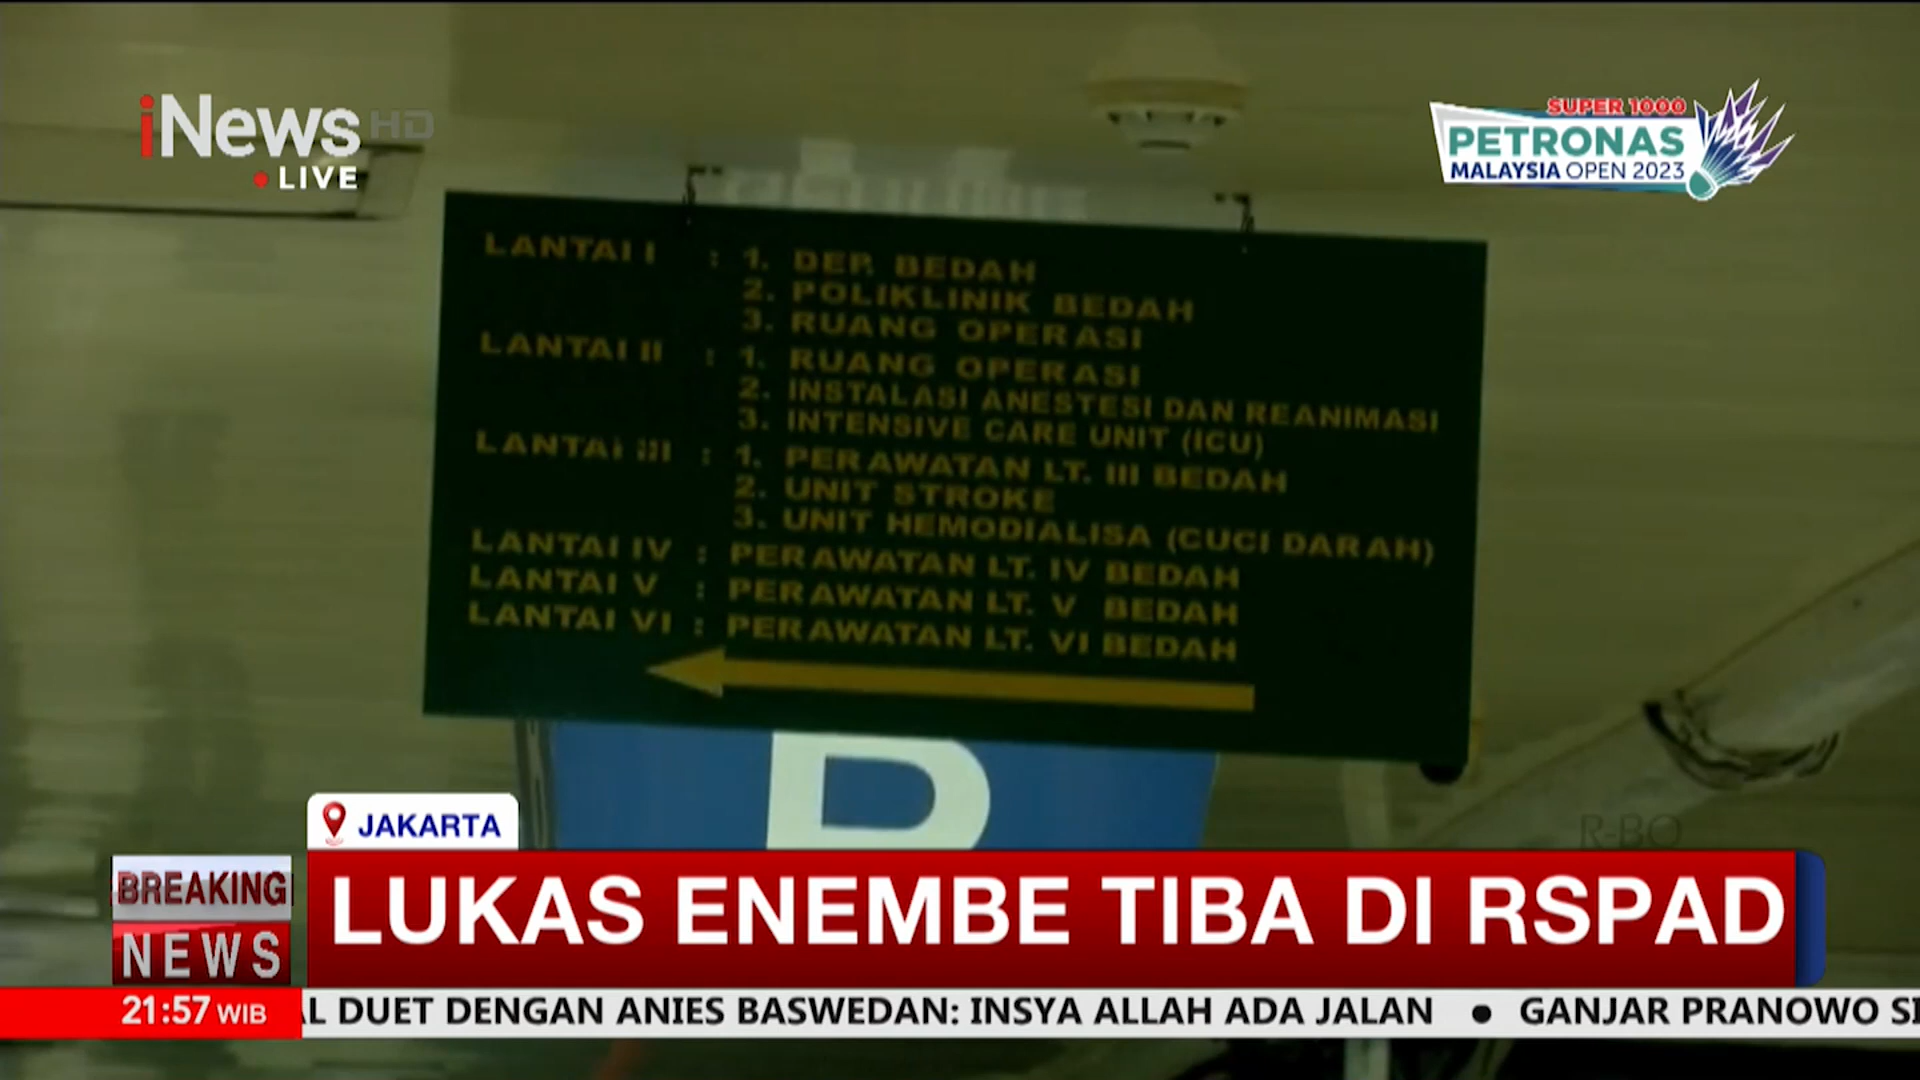 iNews HD
LIVE
SUPER 1000
PETRONAS
MALAYSIA OPEN 2023
LANTAI I : 1. DEP. BEDAH
2. POLIKLINIK BEDAH
3. RUANG OPERASI
LANTAI II : 1. RUANG OPERASI
2. INSTALASI ANESTESI DAN REANIMASI
3. INTENSIVE CARE UNIT (ICU)
LANTAI III : 1. PERAWATAN LT. III BEDAH
2. UNIT STROKE
3. UNIT HEMODIALISA (CUCI DARAH)
LANTAI IV : PERAWATAN LT. IV BEDAH
LANTAI V : PERAWATAN LT. V BEDAH
LANTAI VI : PERAWATAN LT. VI BEDAH
R-BO
JAKARTA
BREAKING
NEWS
LUKAS ENEMBE TIBA DI RSPAD
21:57 WIB
AL DUET DENGAN ANIES BASWEDAN: INSYA ALLAH ADA JALAN ● GANJAR PRANOWO SI